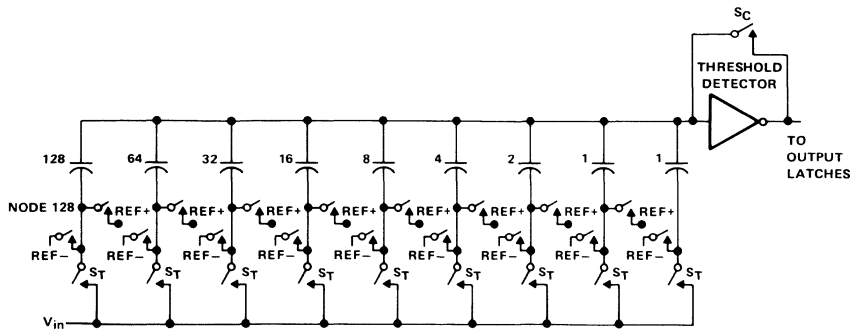 S_C
THRESHOLD
DETECTOR
TO
OUTPUT
LATCHES
128 64 32 16 8 4 2 1 1
NODE 128 REF+ REF+ REF+ REF+ REF+ REF+ REF+ REF+
REF− REF− REF− REF− REF− REF− REF− REF− REF−
S_T S_T S_T S_T S_T S_T S_T S_T S_T
V_in